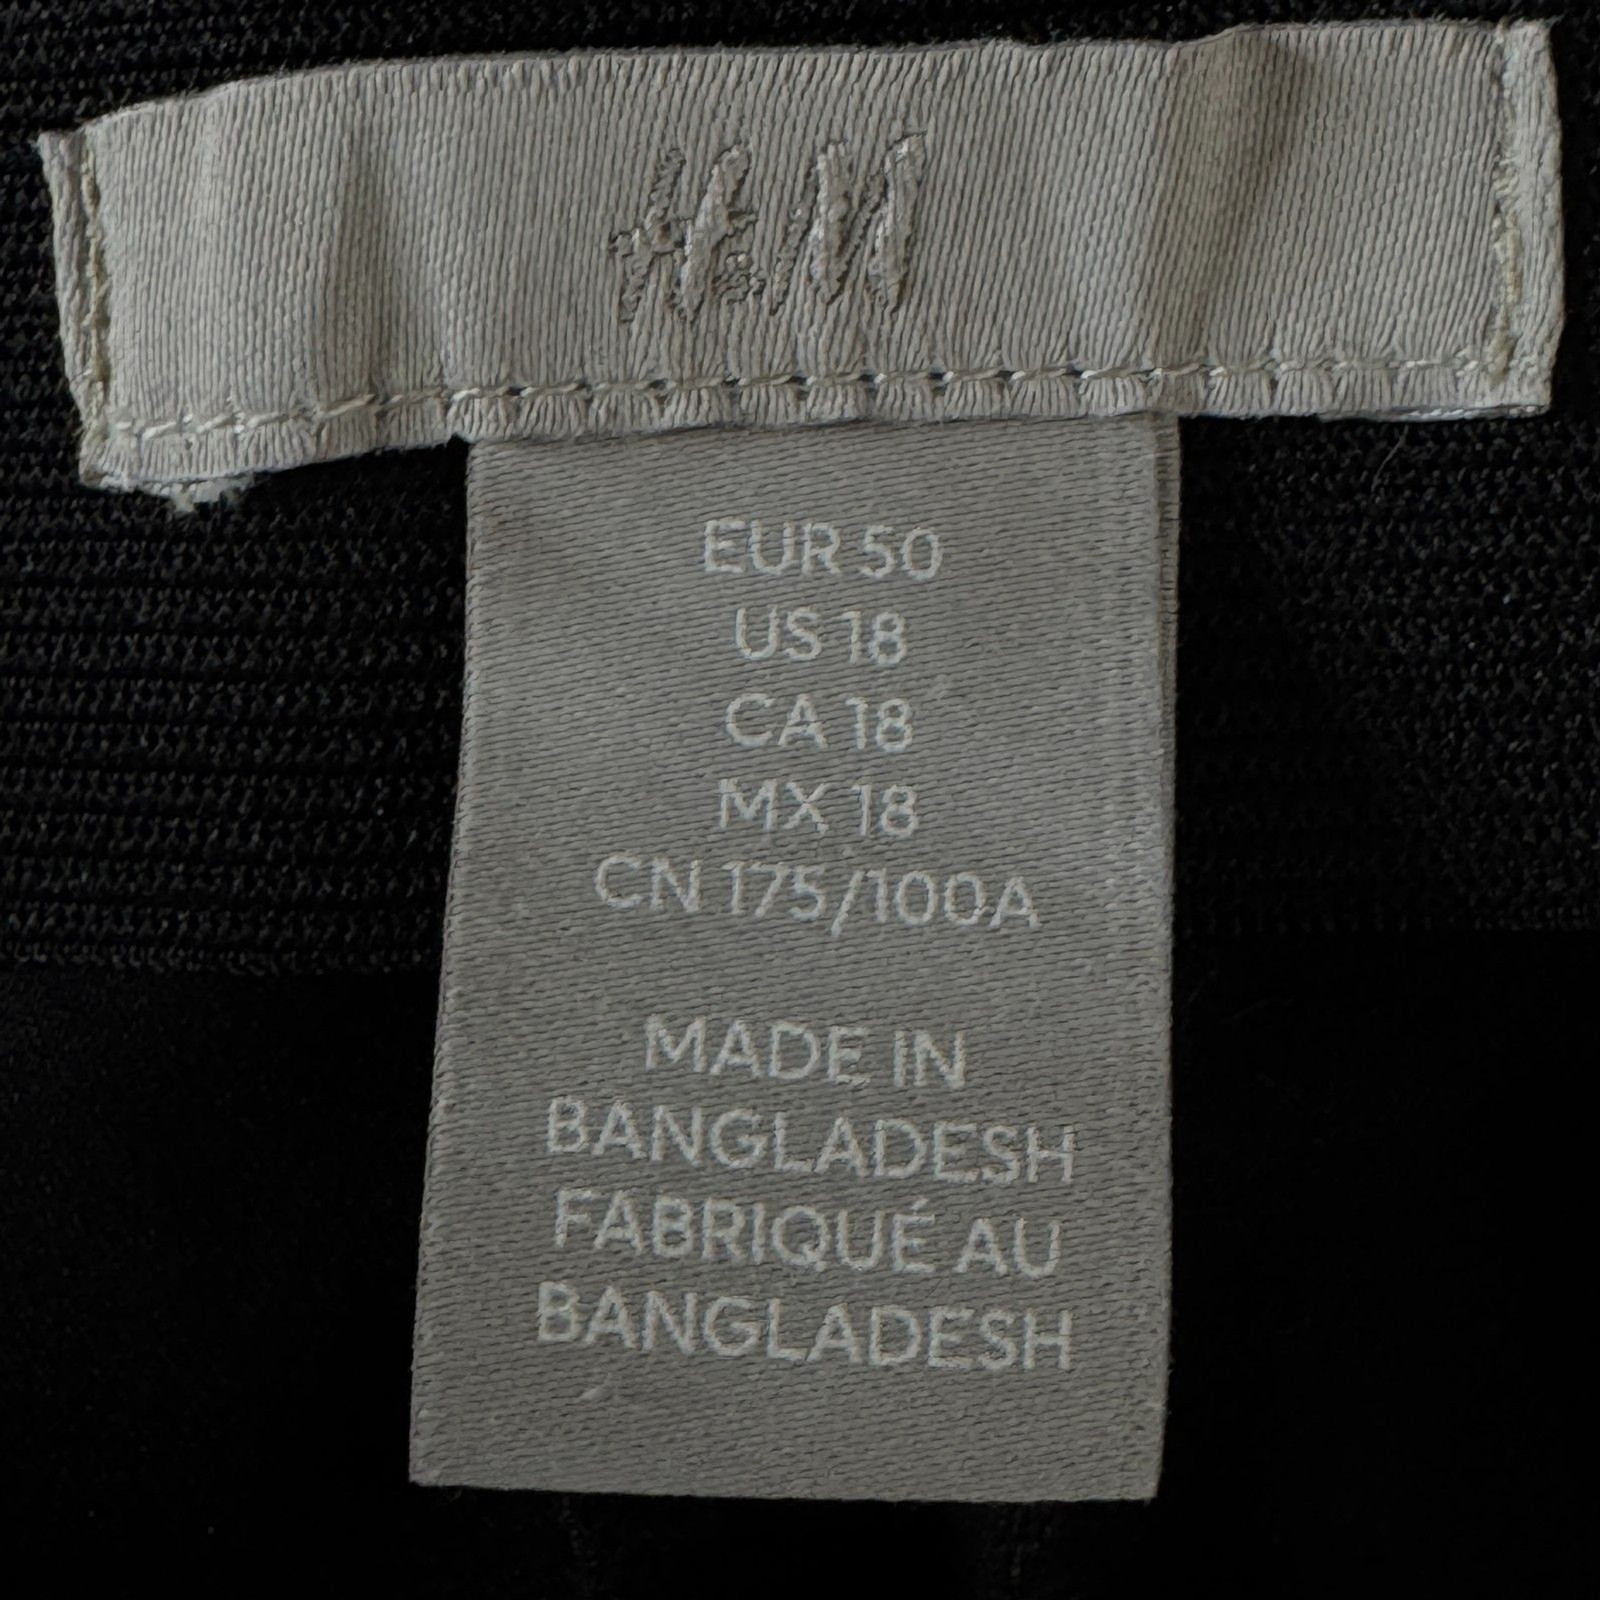 H&M
EUR 50
US 18
CA 18
MX 18
CN 175/100A
MADE IN
BANGLADESH
FABRIQUÉ AU
BANGLADESH